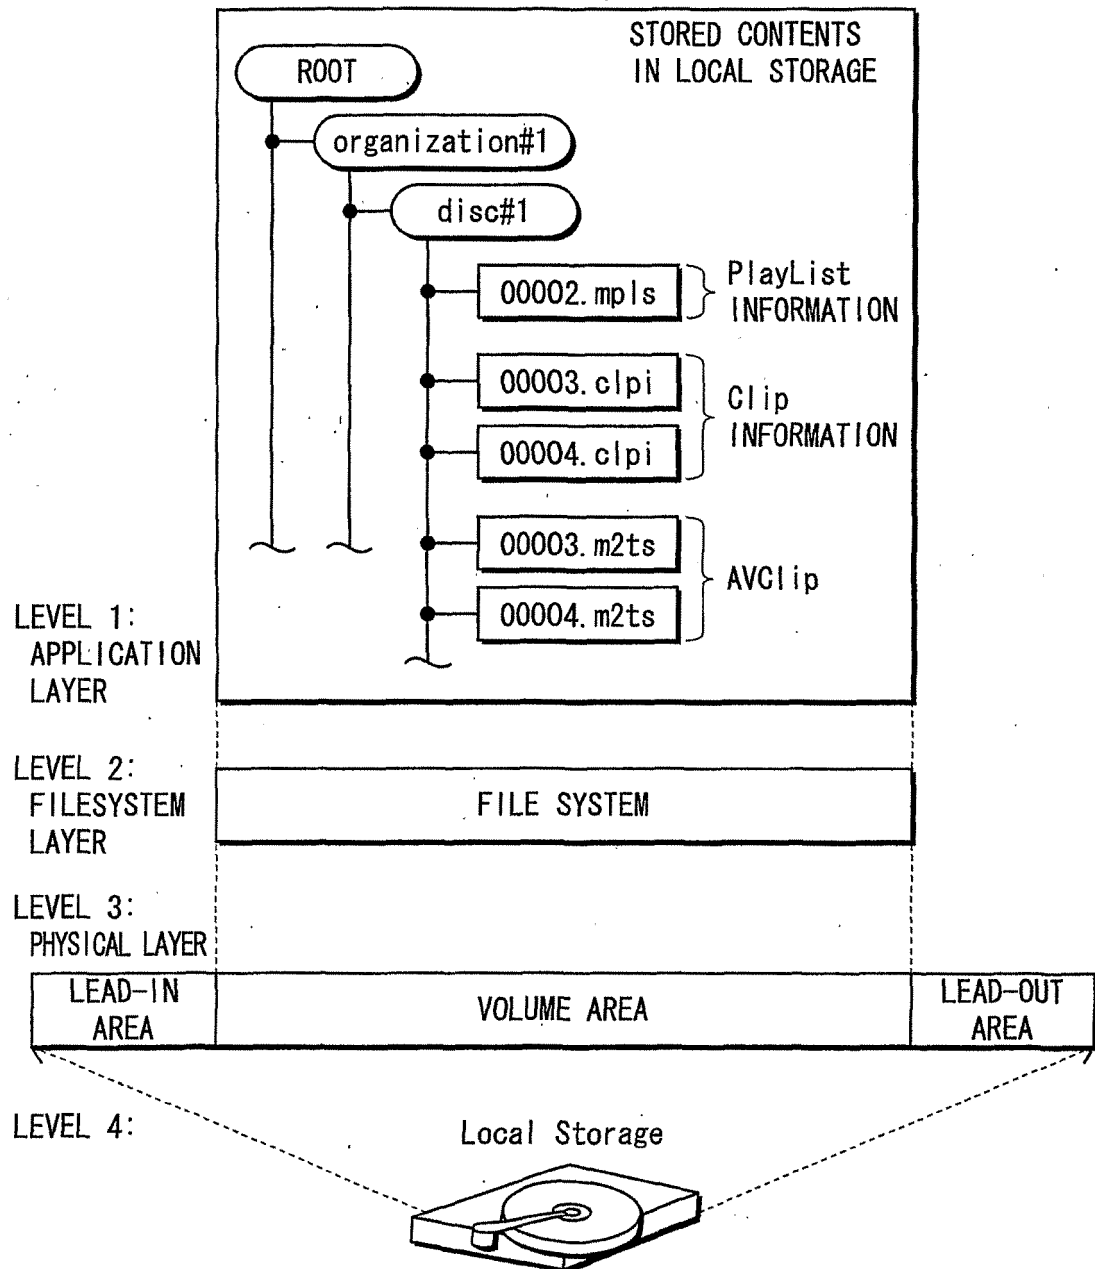 STORED CONTENTS
IN LOCAL STORAGE
ROOT
organization#1
disc#1
00002.mpls
PlayList
INFORMATION
00003.clpi
00004.clpi
Clip
INFORMATION
00003.m2ts
00004.m2ts
AVClip
LEVEL 1:
APPLICATION
LAYER
LEVEL 2:
FILESYSTEM
LAYER
FILE SYSTEM
LEVEL 3:
PHYSICAL LAYER
LEAD-IN
AREA
VOLUME AREA
LEAD-OUT
AREA
LEVEL 4:
Local Storage